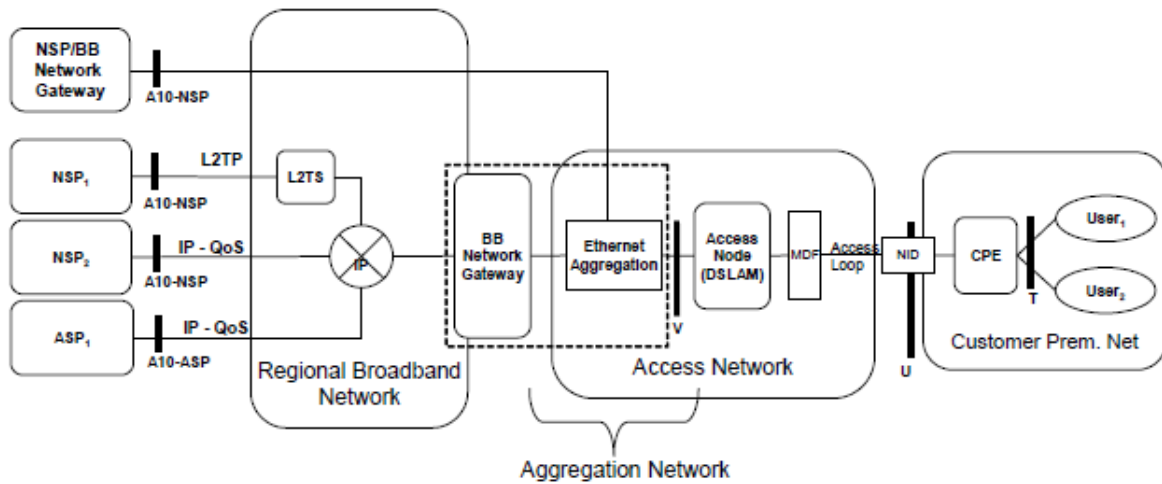 NSP/BB
Network
Gateway
A10-NSP
NSP1
L2TP
A10-NSP
L2TS
NSP2
IP - QoS
A10-NSP
IP
ASP1
IP - QoS
A10-ASP
Regional Broadband
Network
BB
Network
Gateway
Ethernet
Aggregation
V
Access
Node
(DSLAM)
MDF
Access
Loop
Access Network
NID
U
CPE
T
User1
User2
Customer Prem. Net
Aggregation Network